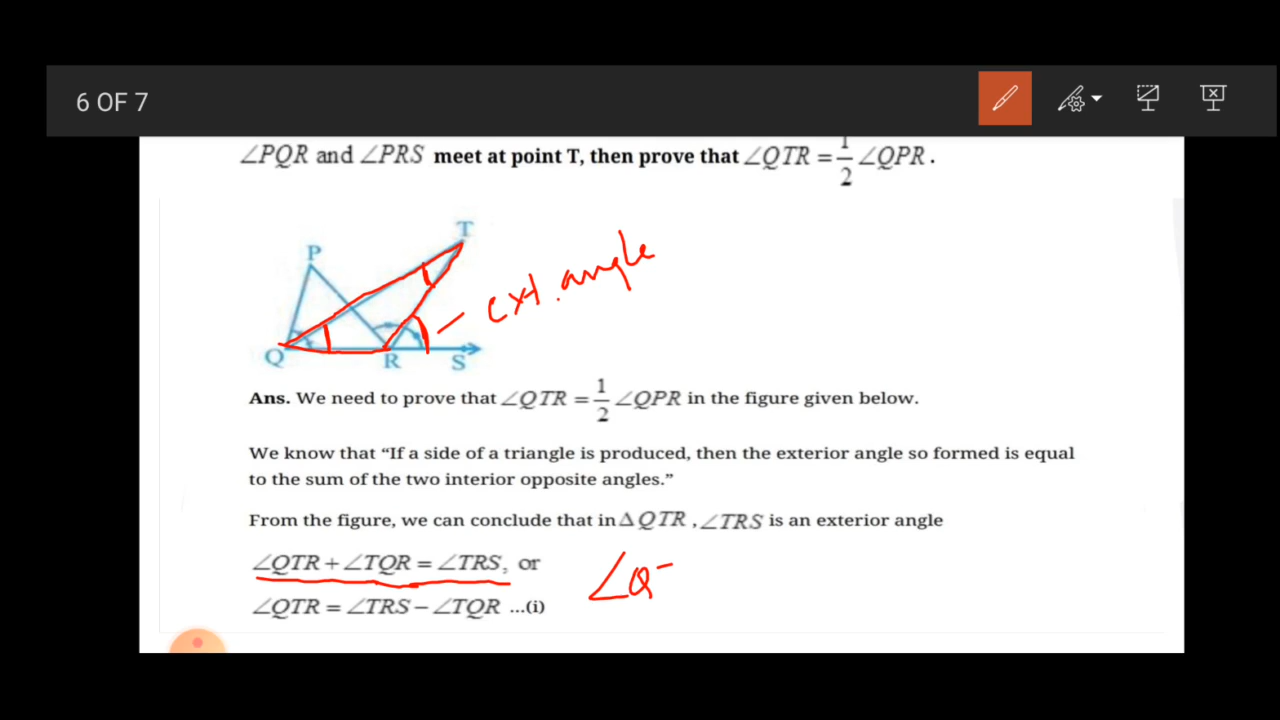 6 OF 7
∠PQR and ∠PRS meet at point T, then prove that ∠QTR = 1/2 ∠QPR.
T
P
ext. angle
Q R S
Ans. We need to prove that ∠QTR = 1/2 ∠QPR in the figure given below.
We know that “If a side of a triangle is produced, then the exterior angle so formed is equal
to the sum of the two interior opposite angles.”
From the figure, we can conclude that in Δ QTR, ∠TRS is an exterior angle
∠QTR + ∠TQR = ∠TRS, or
∠Q
∠QTR = ∠TRS − ∠TQR ...(i)